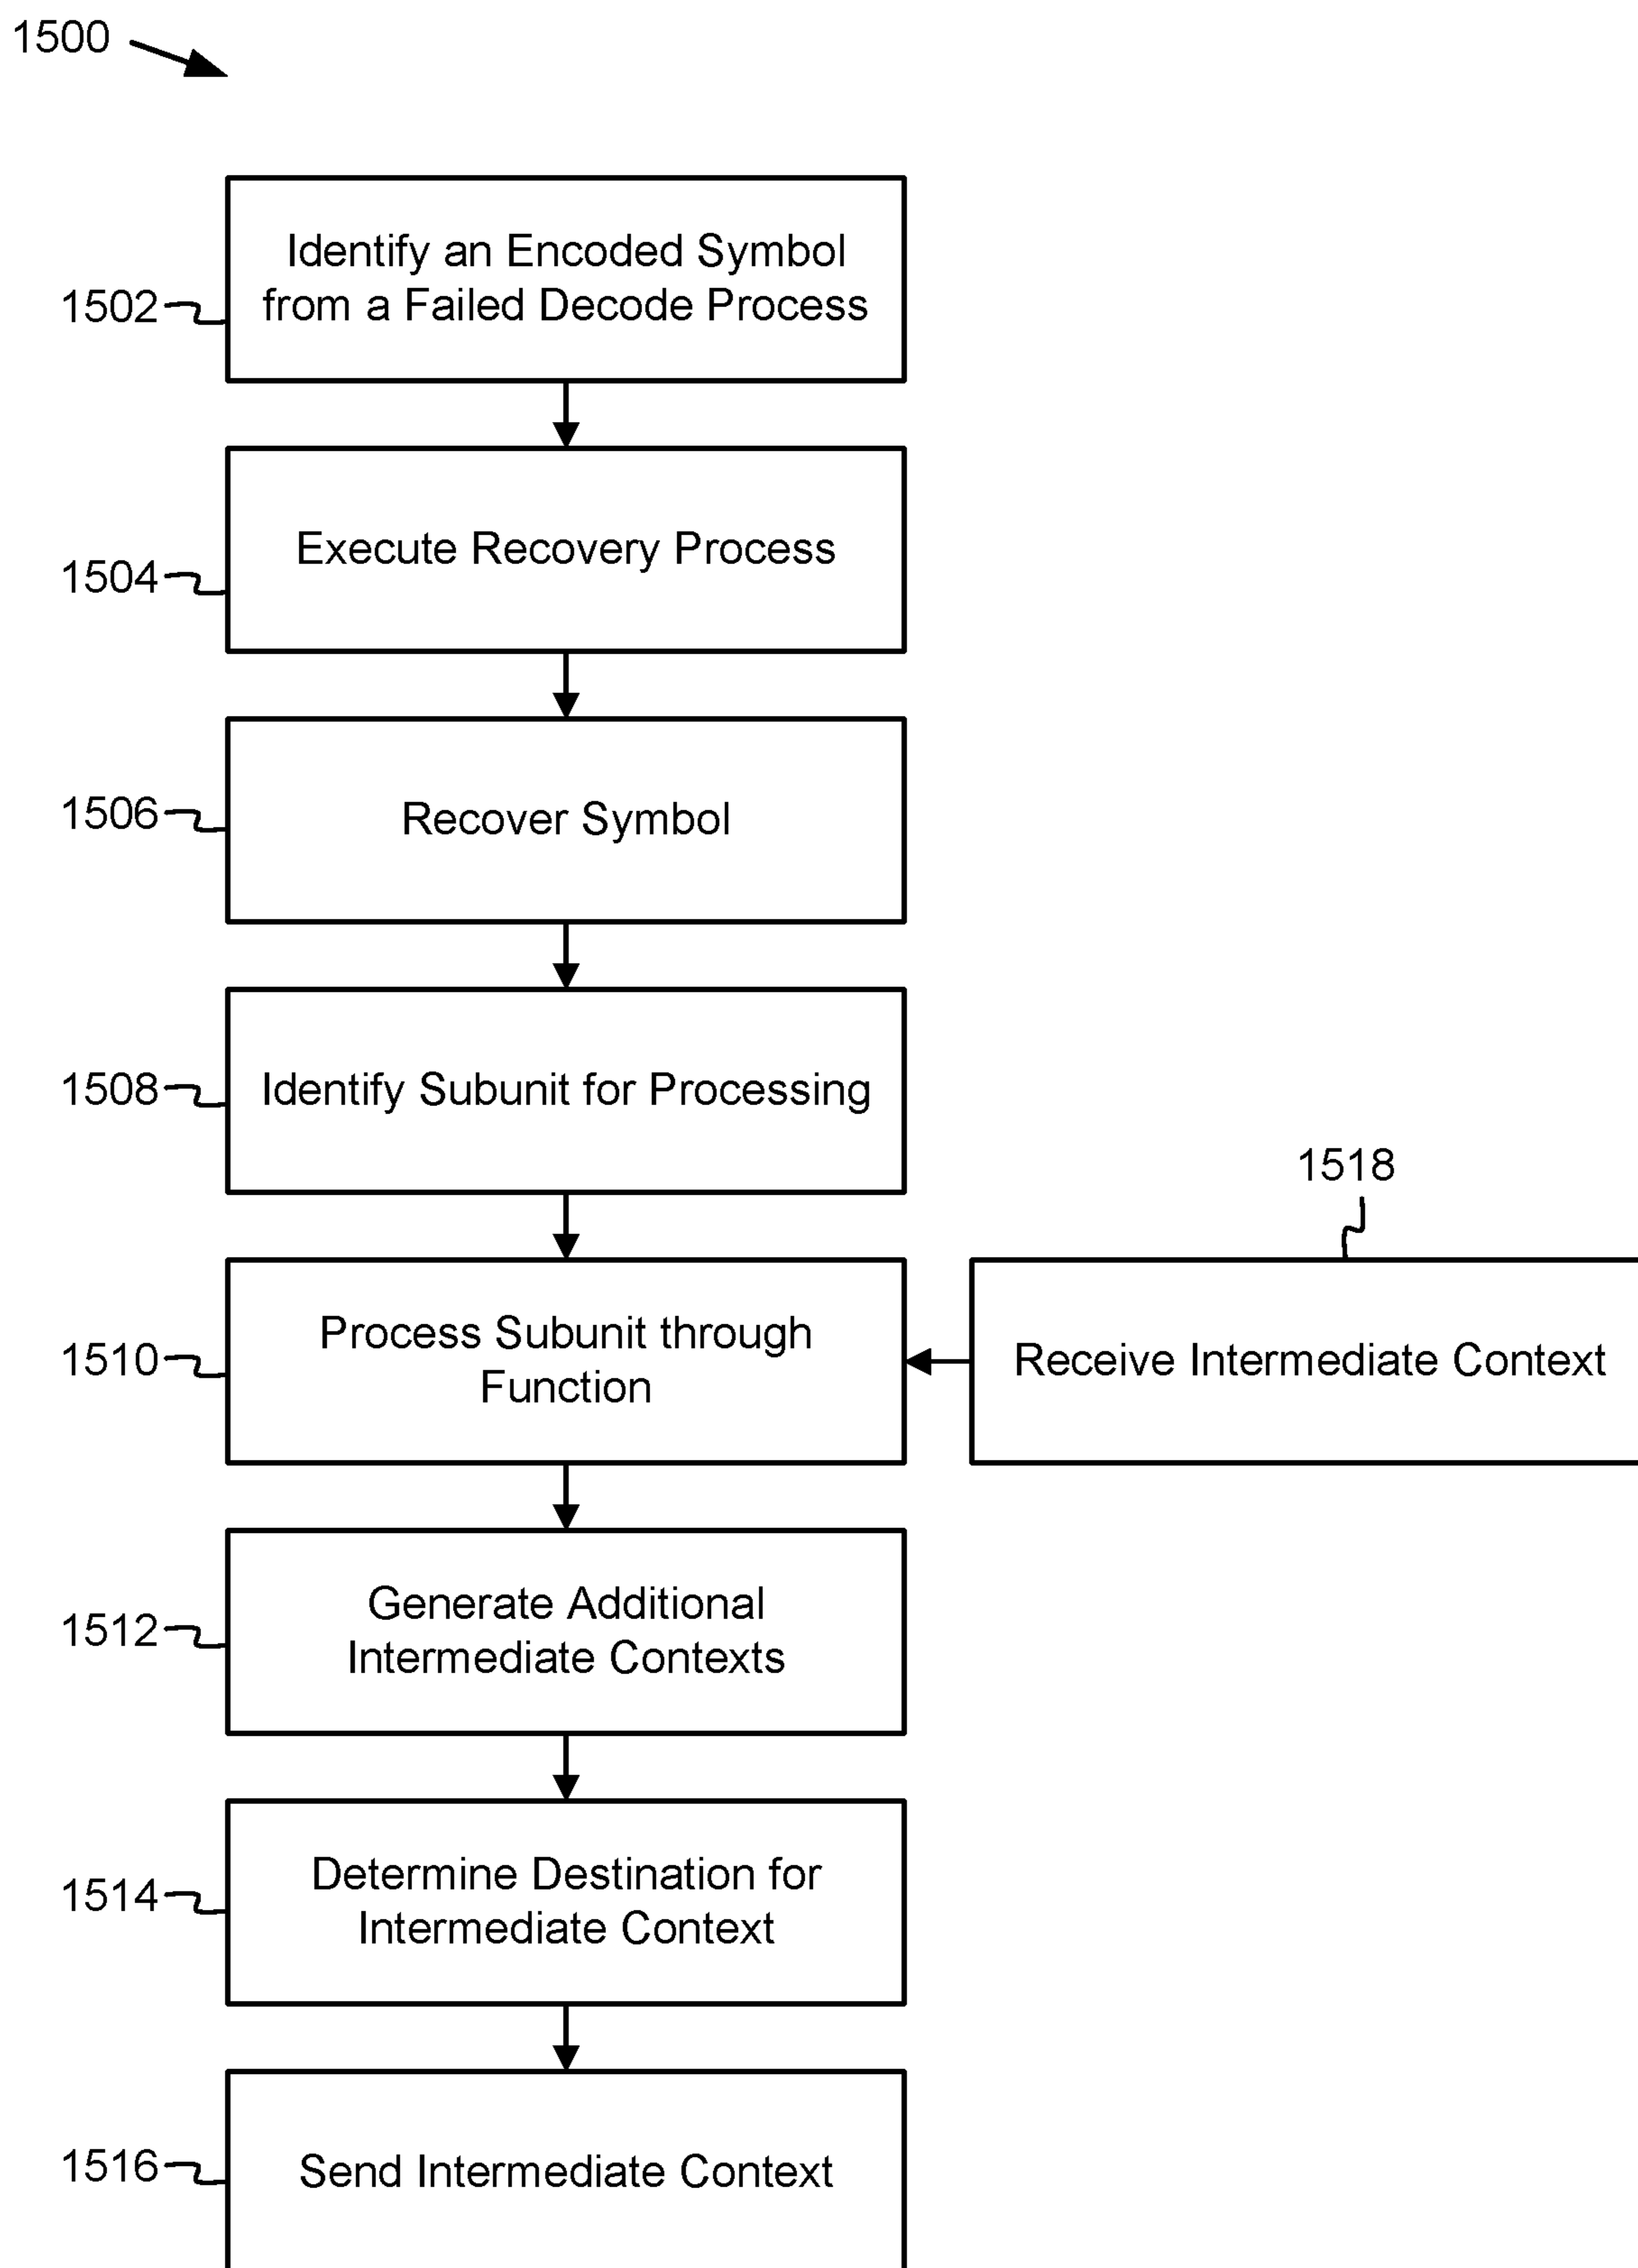 1500
Identify an Encoded Symbol
from a Failed Decode Process
1502
Execute Recovery Process
1504
Recover Symbol
1506
Identify Subunit for Processing
1508
1518
Process Subunit through
Function
1510
Receive Intermediate Context
Generate Additional
Intermediate Contexts
1512
Determine Destination for
Intermediate Context
1514
Send Intermediate Context
1516